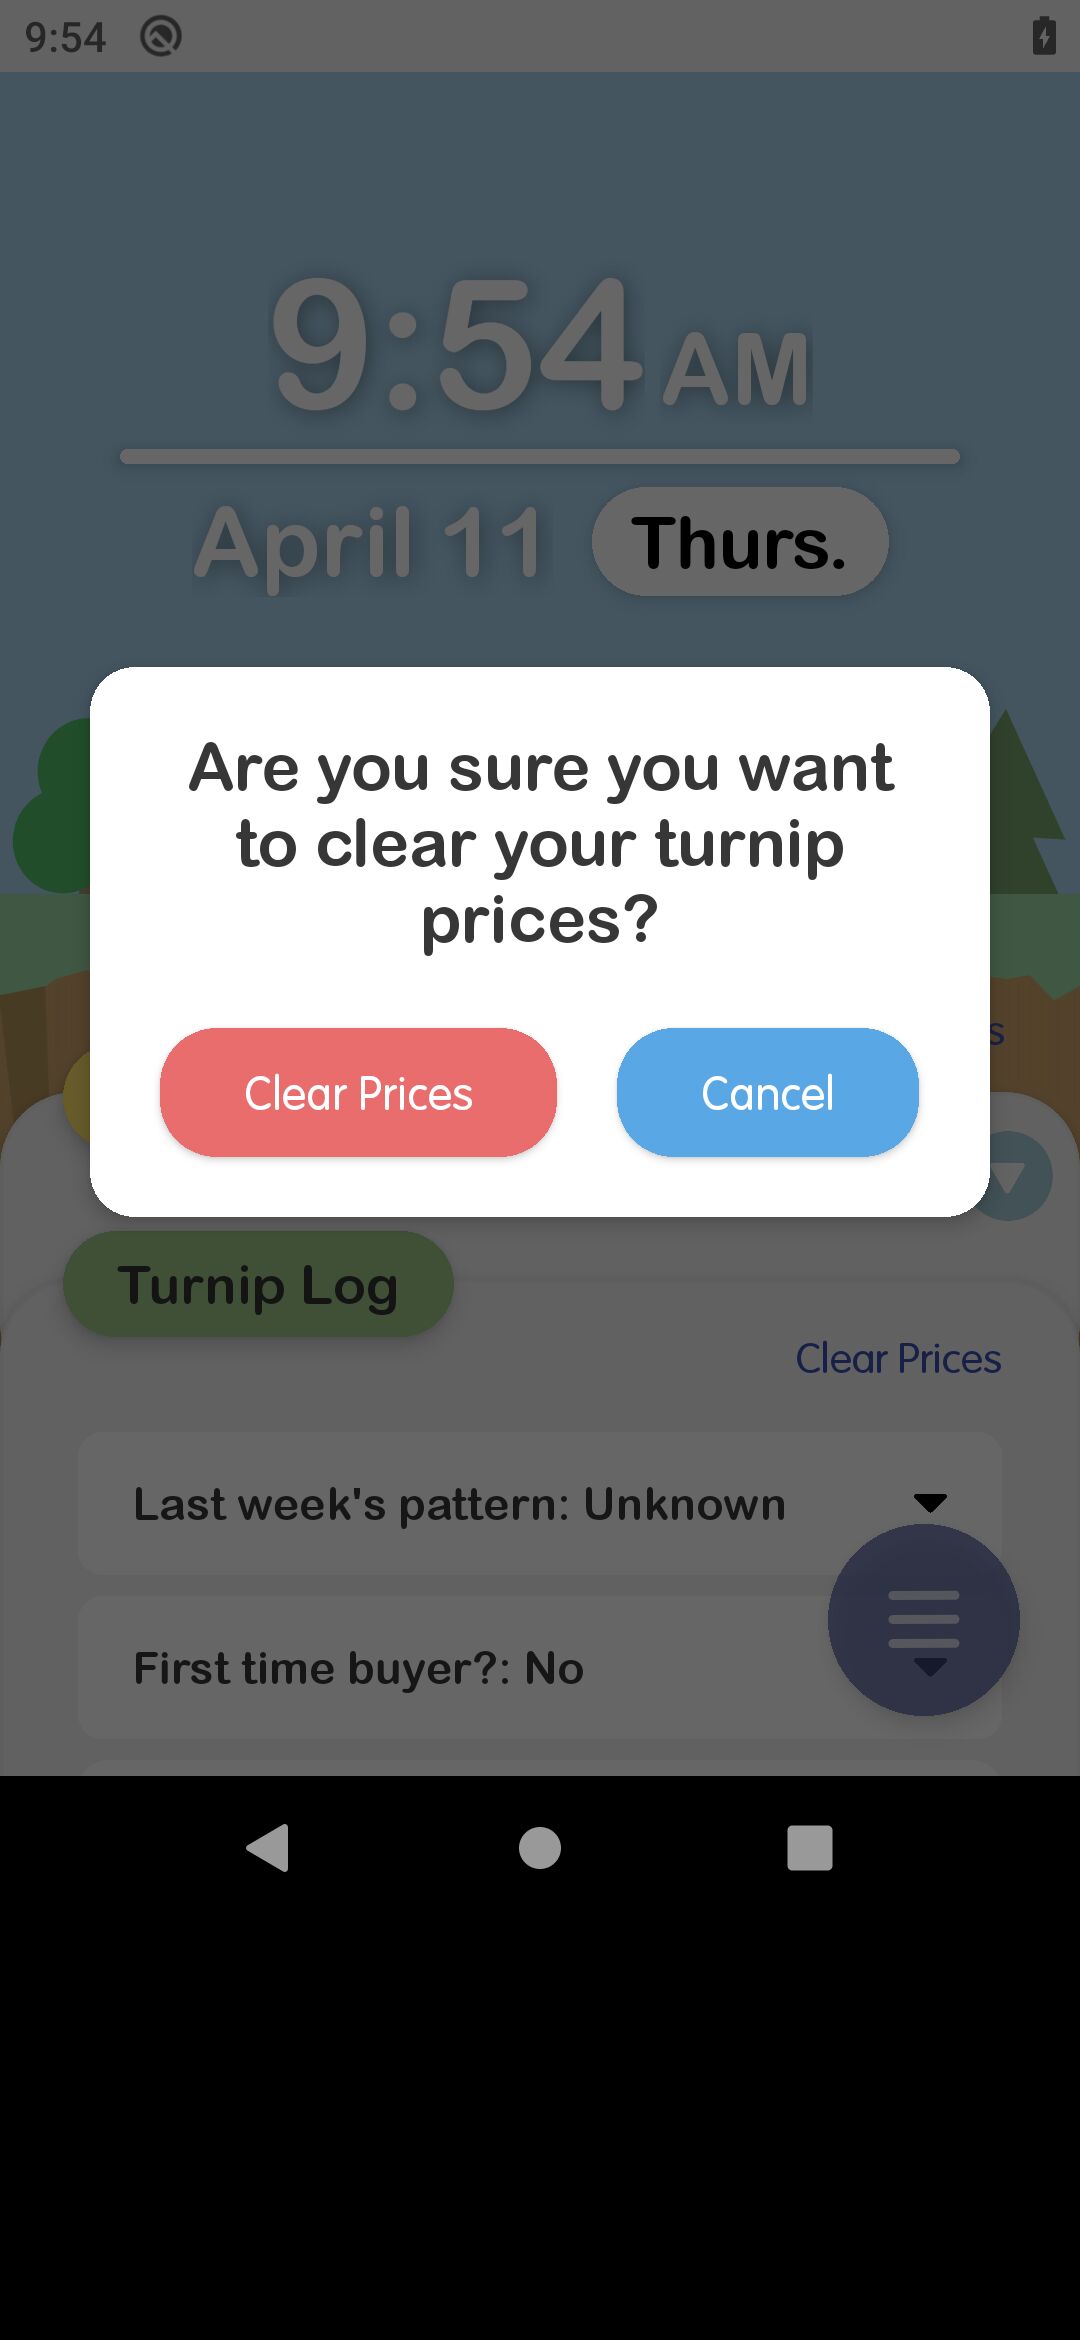 9:54
9:54 AM
April 11 Thurs.
Are you sure you want
to clear your turnip
prices?
Clear Prices Cancel
Turnip Log
Clear Prices
Last week's pattern: Unknown
First time buyer?: No